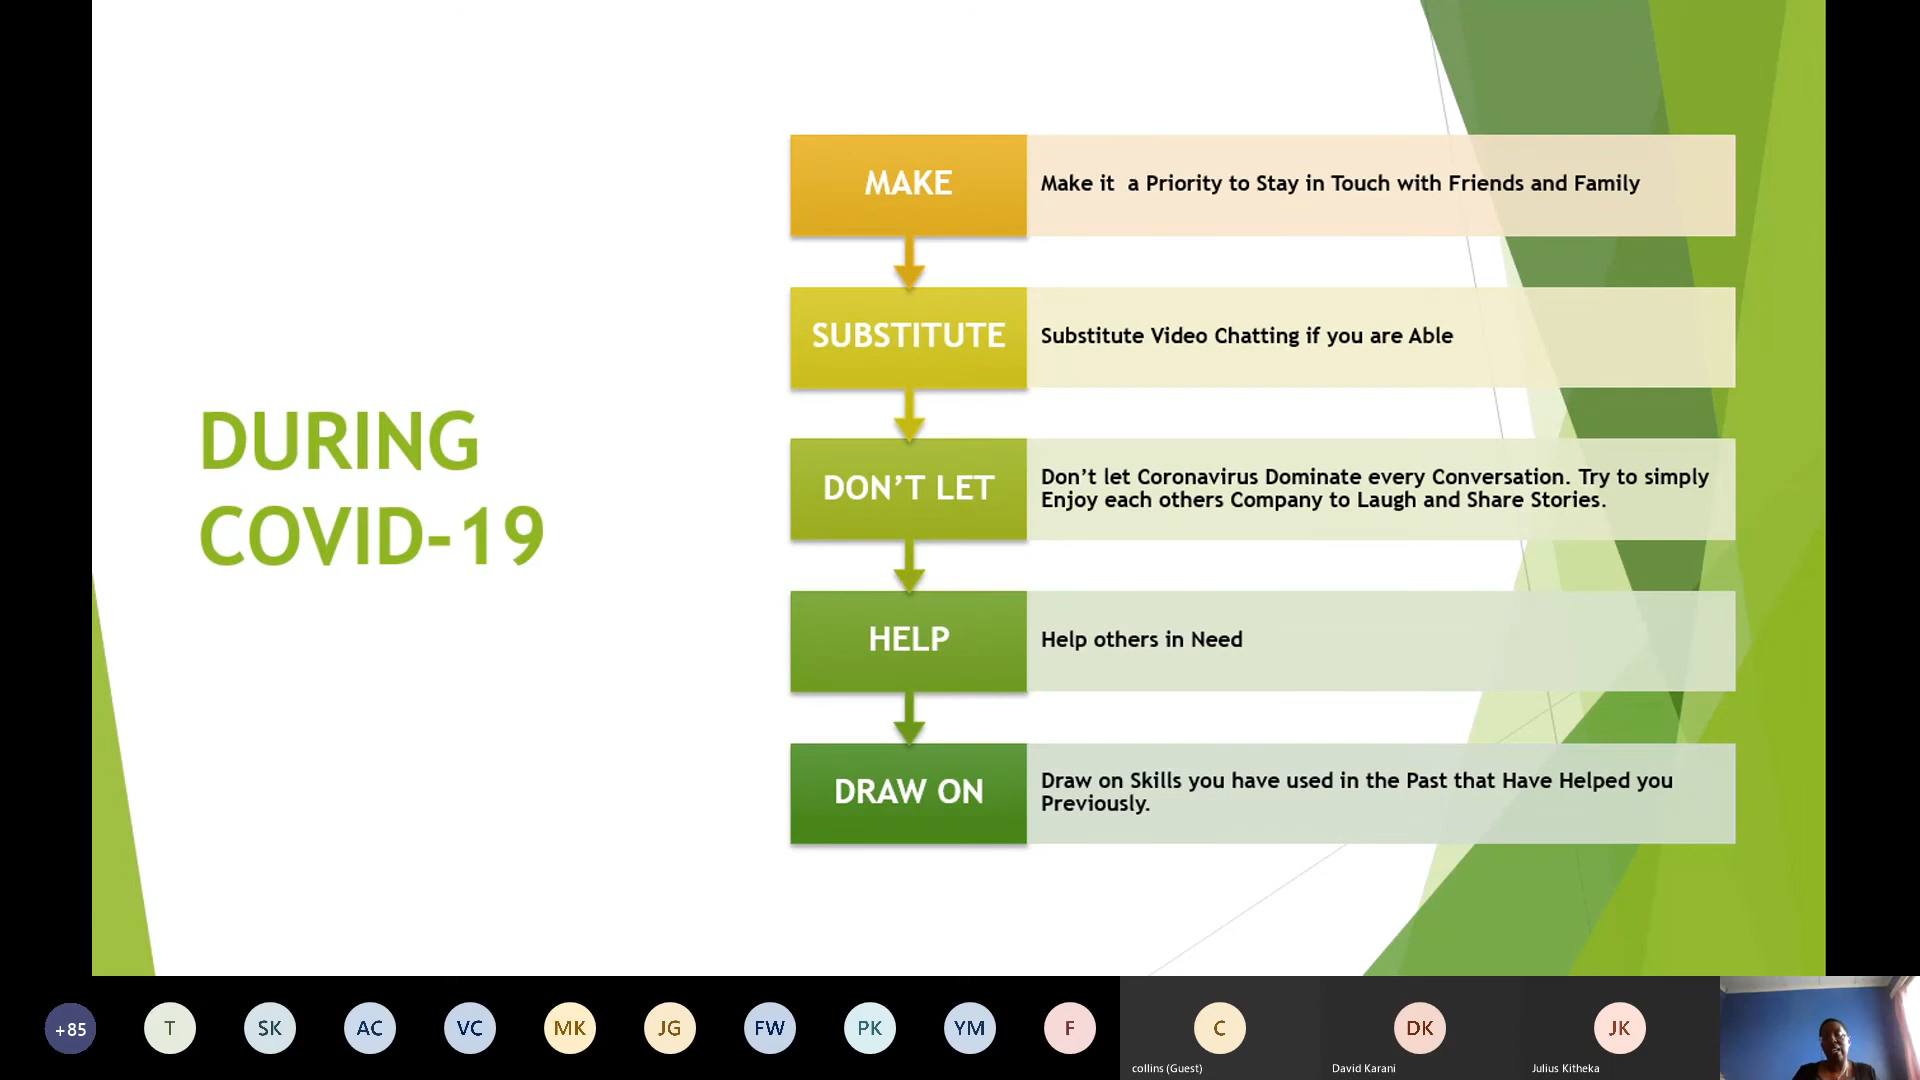 DURING
COVID-19
MAKE
Make it a Priority to Stay in Touch with Friends and Family
SUBSTITUTE
Substitute Video Chatting if you are Able
DON’T LET
Don’t let Coronavirus Dominate every Conversation. Try to simply
Enjoy each others Company to Laugh and Share Stories.
HELP
Help others in Need
DRAW ON
Draw on Skills you have used in the Past that Have Helped you
Previously.
+85
T
SK
AC
VC
MK
JG
FW
PK
YM
F
C
collins (Guest)
DK
David Karani
JK
Julius Kitheka